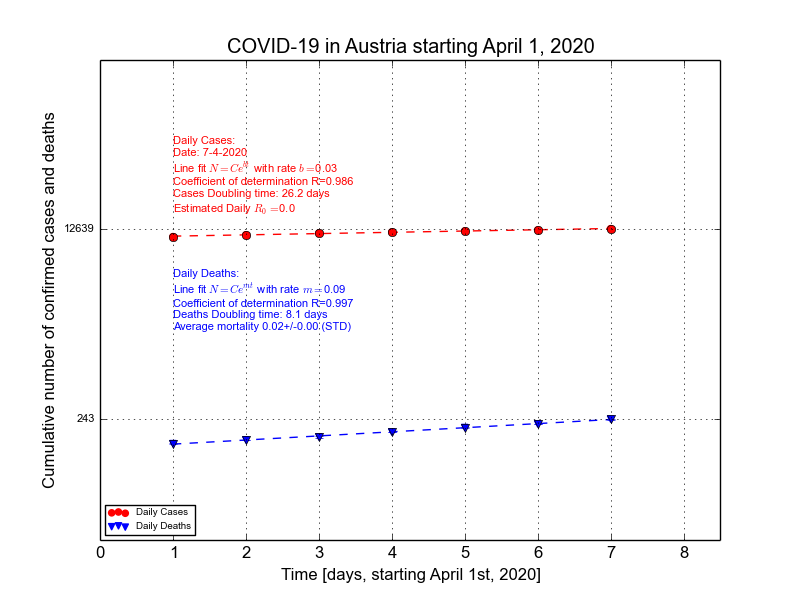 COVID-19 in Austria starting April 1, 2020
Cumulative number of confirmed cases and deaths
Daily Cases:
Date: 7-4-2020
Line fit N=Ce^{bt} with rate b=0.03
Coefficient of determination R=0.986
Cases Doubling time: 26.2 days
Estimated Daily R_0 =0.0
12639
Daily Deaths:
Line fit N=Ce^{mt} with rate m=0.09
Coefficient of determination R=0.997
Deaths Doubling time: 8.1 days
Average mortality 0.02+/-0.00 (STD)
243
Daily Cases
Daily Deaths
0 1 2 3 4 5 6 7 8
Time [days, starting April 1st, 2020]